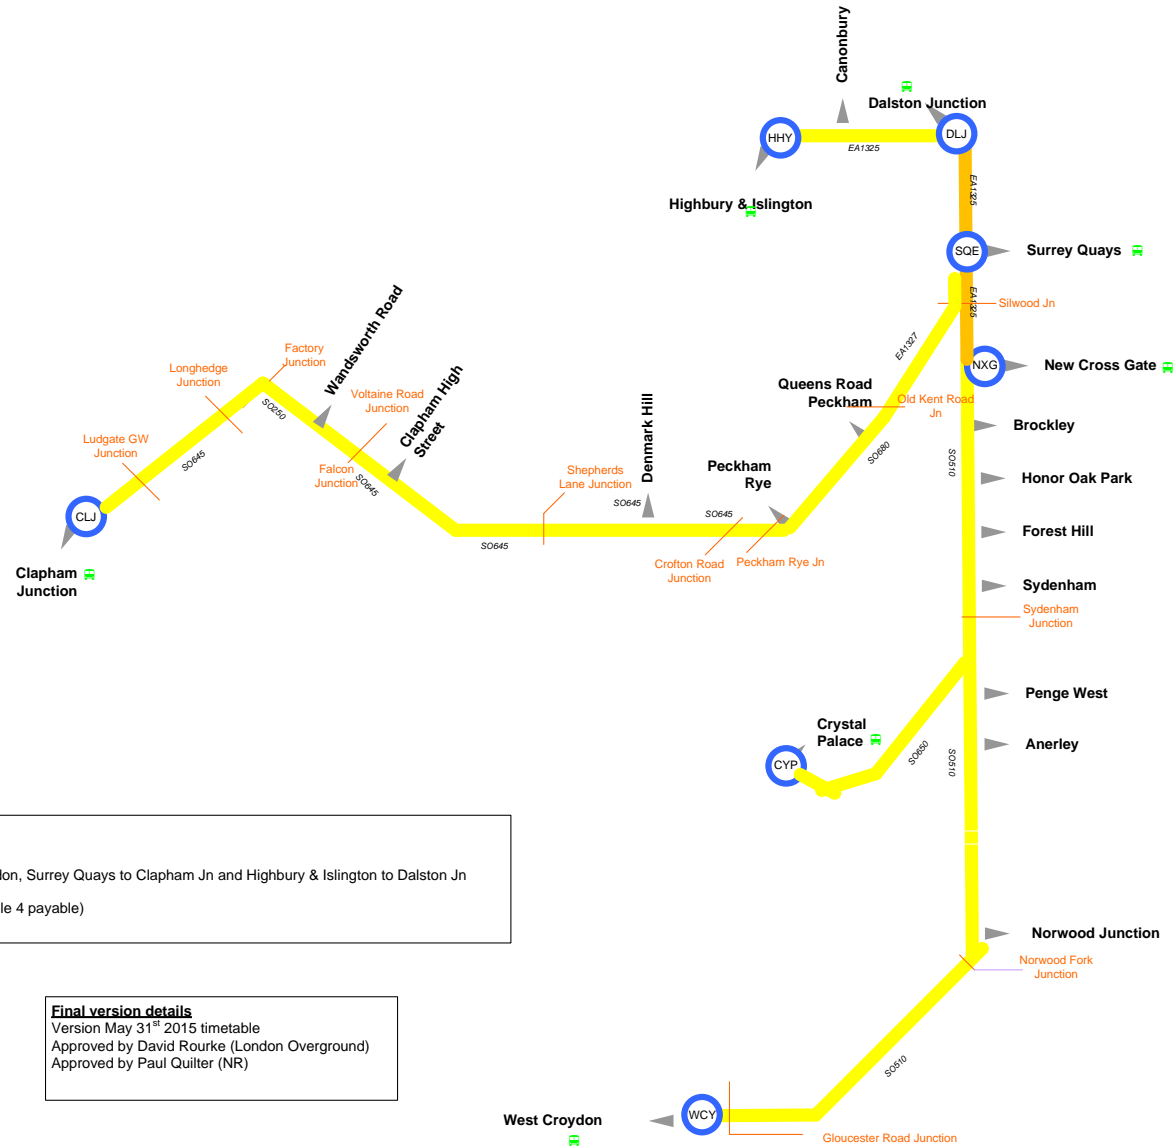 Canonbury
Dalston Junction
HHY
DLJ
EA1325
EA1325
Highbury & Islington
SQE
Surrey Quays
EA1325
Silwood Jn
Wandsworth Road
Factory
Junction
Longhedge
Junction
SO250
Voltaine Road
Junction
Clapham High
Street
EA1327
NXG
New Cross Gate
Queens Road
Peckham
Old Kent Road
Jn
Brockley
Ludgate GW
Junction
SO645
Falcon
Junction
SO645
Shepherds
Lane Junction
Denmark Hill
SO645
Peckham
Rye
SO680
SO510
Honor Oak Park
CLJ
SO645
SO645
Forest Hill
Crofton Road
Junction
Peckham Rye Jn
Clapham
Junction
Sydenham
Sydenham
Junction
Penge West
Crystal
Palace
CYP
SO650
SO510
Anerley
don, Surrey Quays to Clapham Jn and Highbury & Islington to Dalston Jn
le 4 payable)
Norwood Junction
Norwood Fork
Junction
Final version details
Version May 31st 2015 timetable
Approved by David Rourke (London Overground)
Approved by Paul Quilter (NR)
SO510
West Croydon
WCY
Gloucester Road Junction